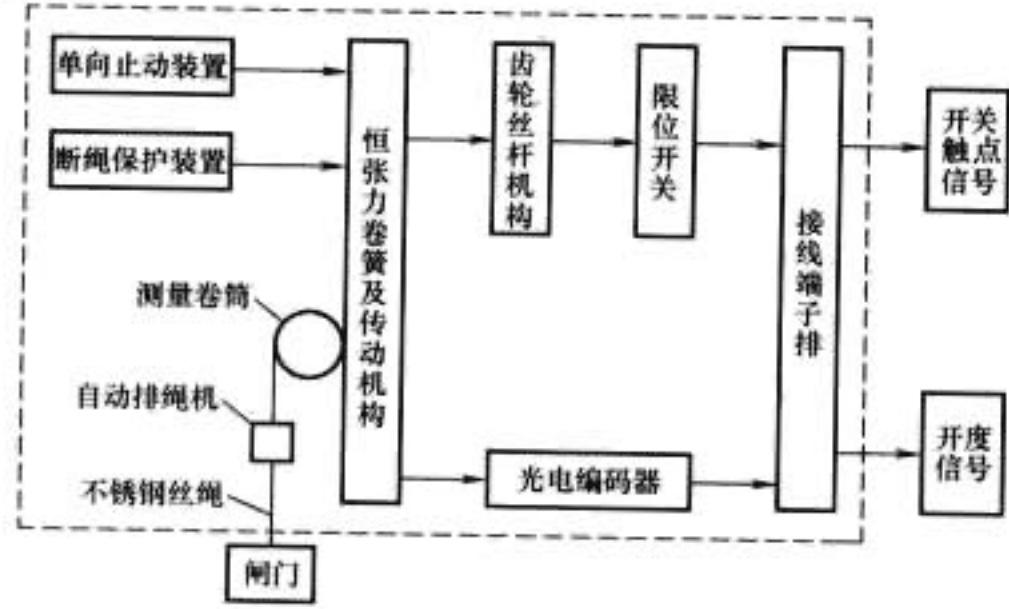 单向止动装置
断绳保护装置
恒张力卷簧及传动机构
齿轮丝杆机构
限位开关
接线端子排
开关
触点
信号
测量卷筒
自动排绳机
不锈钢丝绳
闸门
光电编码器
开度
信号